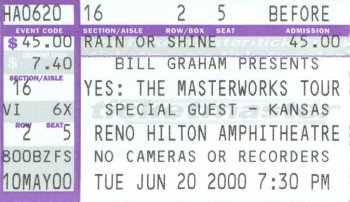 HA0620 16 2 5 BEFORE
EVENT CODE SECTION/AISLE ROW/BOX SEAT ADMISSION
$ 45.00 RAIN OR SHINE 45.00
$ 7.40 BILL GRAHAM PRESENTS
SECTION/AISLE
16 YES: THE MASTERWORKS TOUR
VI 6X SPECIAL GUEST - KANSAS
ROW/BOX SEAT
2 5 RENO HILTON AMPHITHEATRE
800BZFS NO CAMERAS OR RECORDERS
10MAY00 TUE JUN 20 2000 7:30 PM